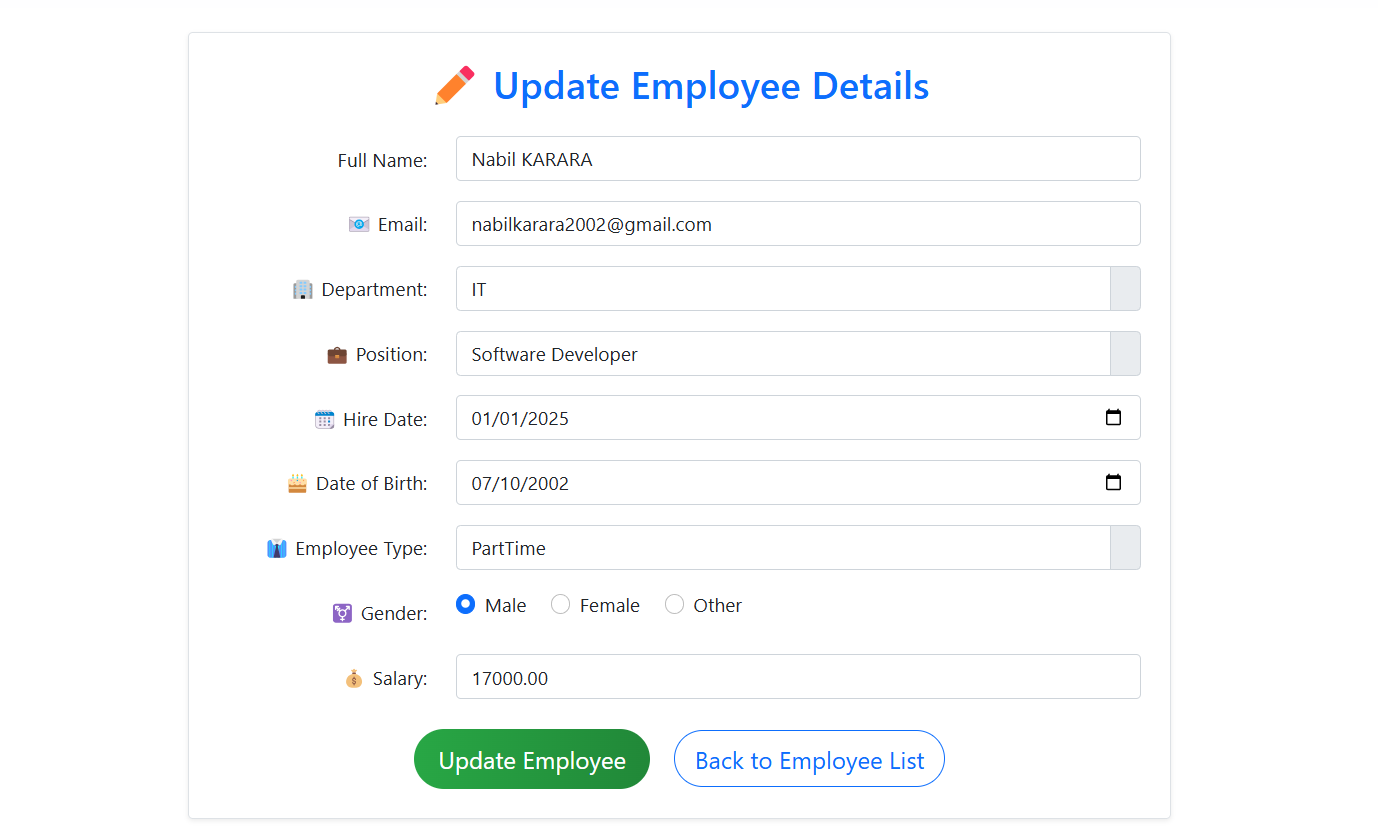 Update Employee Details
Full Name: Nabil KARARA
Email: nabilkarara2002@gmail.com
Department: IT
Position: Software Developer
Hire Date: 01/01/2025
Date of Birth: 07/10/2002
Employee Type: PartTime
Gender: Male Female Other
Salary: 17000.00
Update Employee Back to Employee List